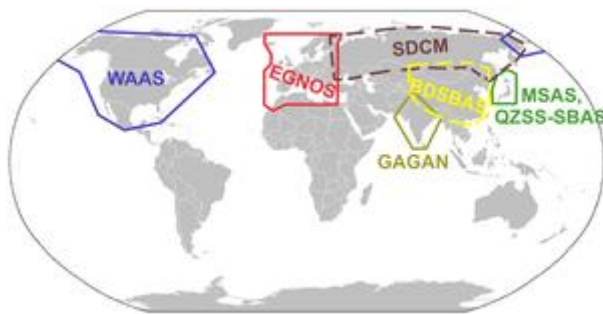 SDCM
WAAS
EGNOS
BDSBAS
MSAS,
QZSS-SBAS
GAGAN